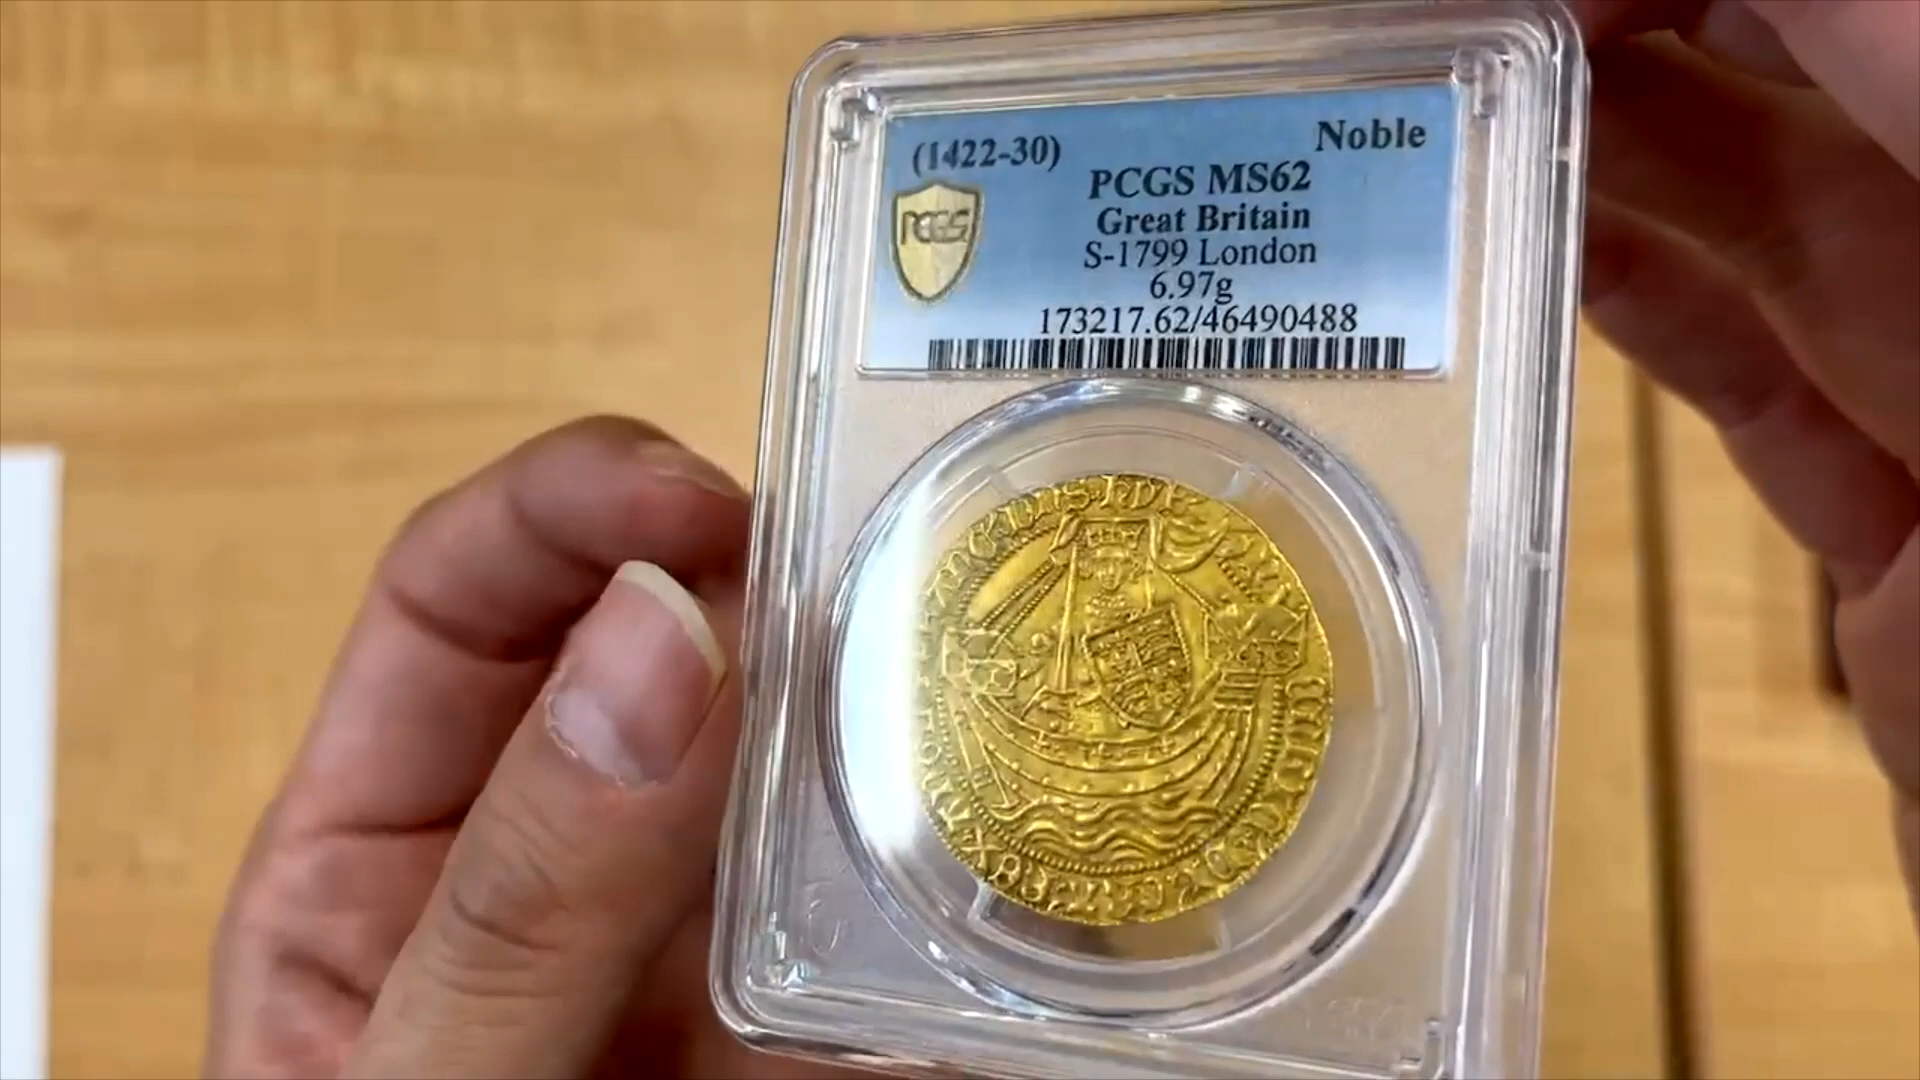 (1422-30) Noble
PCGS MS62
PCGS Great Britain
S-1799 London
6.97g
173217.62/46490488